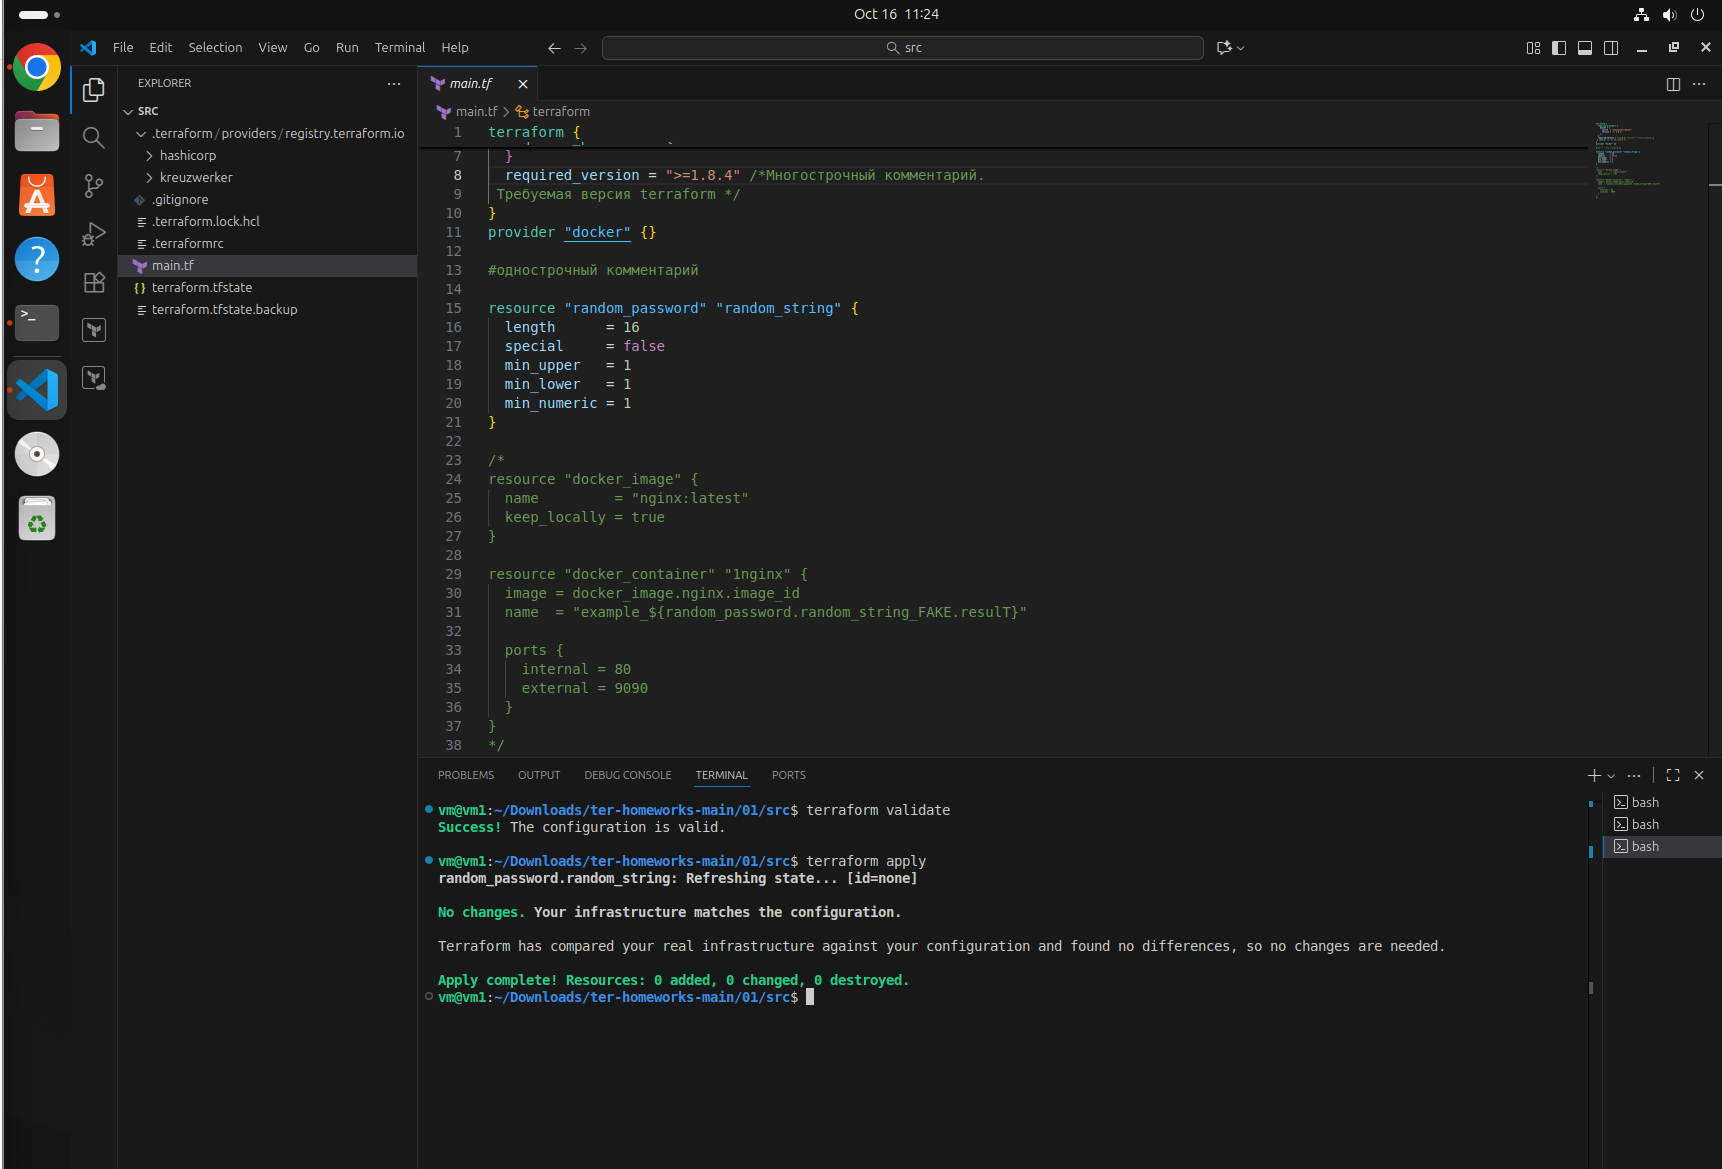 Oct 16 11:24
File Edit Selection View Go Run Terminal Help
src
EXPLORER
SRC
.terraform/providers/registry.terraform.io
hashicorp
kreuzwerker
.gitignore
.terraform.lock.hcl
.terraformrc
main.tf
terraform.tfstate
terraform.tfstate.backup
main.tf
main.tf > terraform
1 terraform {
7 }
8 required_version = ">=1.8.4" /*Многострочный комментарий.
9 Требуемая версия terraform */
10 }
11 provider "docker" {}
12
13 #однострочный комментарий
14
15 resource "random_password" "random_string" {
16 length = 16
17 special = false
18 min_upper = 1
19 min_lower = 1
20 min_numeric = 1
21 }
22
23 /*
24 resource "docker_image" {
25 name = "nginx:latest"
26 keep_locally = true
27 }
28
29 resource "docker_container" "1nginx" {
30 image = docker_image.nginx.image_id
31 name = "example_${random_password.random_string_FAKE.resulT}"
32
33 ports {
34 internal = 80
35 external = 9090
36 }
37 }
38 */
PROBLEMS OUTPUT DEBUG CONSOLE TERMINAL PORTS
vm@vm1:~/Downloads/ter-homeworks-main/01/src$ terraform validate
Success! The configuration is valid.
vm@vm1:~/Downloads/ter-homeworks-main/01/src$ terraform apply
random_password.random_string: Refreshing state... [id=none]
No changes. Your infrastructure matches the configuration.
Terraform has compared your real infrastructure against your configuration and found no differences, so no changes are needed.
Apply complete! Resources: 0 added, 0 changed, 0 destroyed.
vm@vm1:~/Downloads/ter-homeworks-main/01/src$
bash
bash
bash